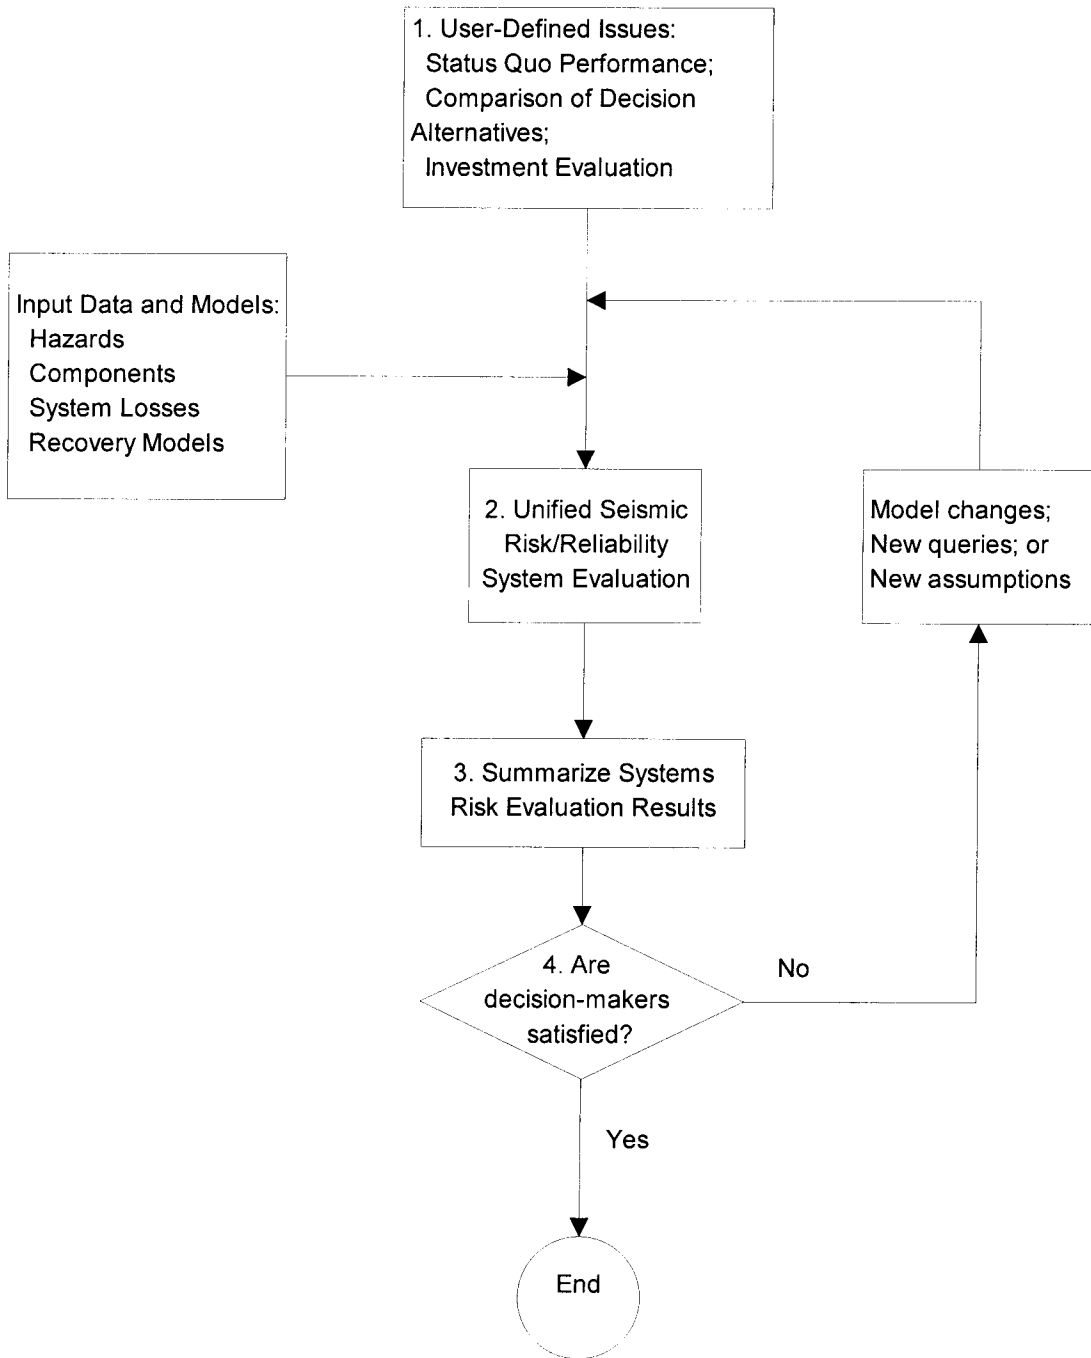 1. User-Defined Issues:
Status Quo Performance;
Comparison of Decision
Alternatives;
Investment Evaluation
Input Data and Models:
Hazards
Components
System Losses
Recovery Models
2. Unified Seismic
Risk/Reliability
System Evaluation
Model changes;
New queries; or
New assumptions
3. Summarize Systems
Risk Evaluation Results
4. Are
decision-makers
satisfied?
No
Yes
End